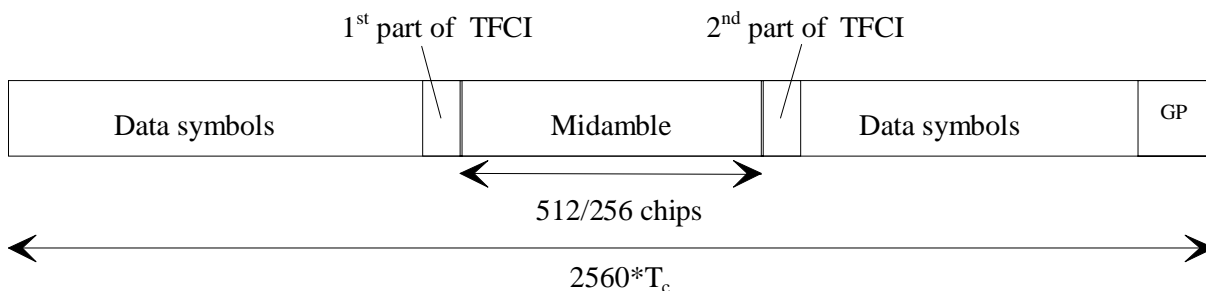 1st part of TFCI
2nd part of TFCI
Data symbols
Midamble
Data symbols
GP
512/256 chips
2560*Tc